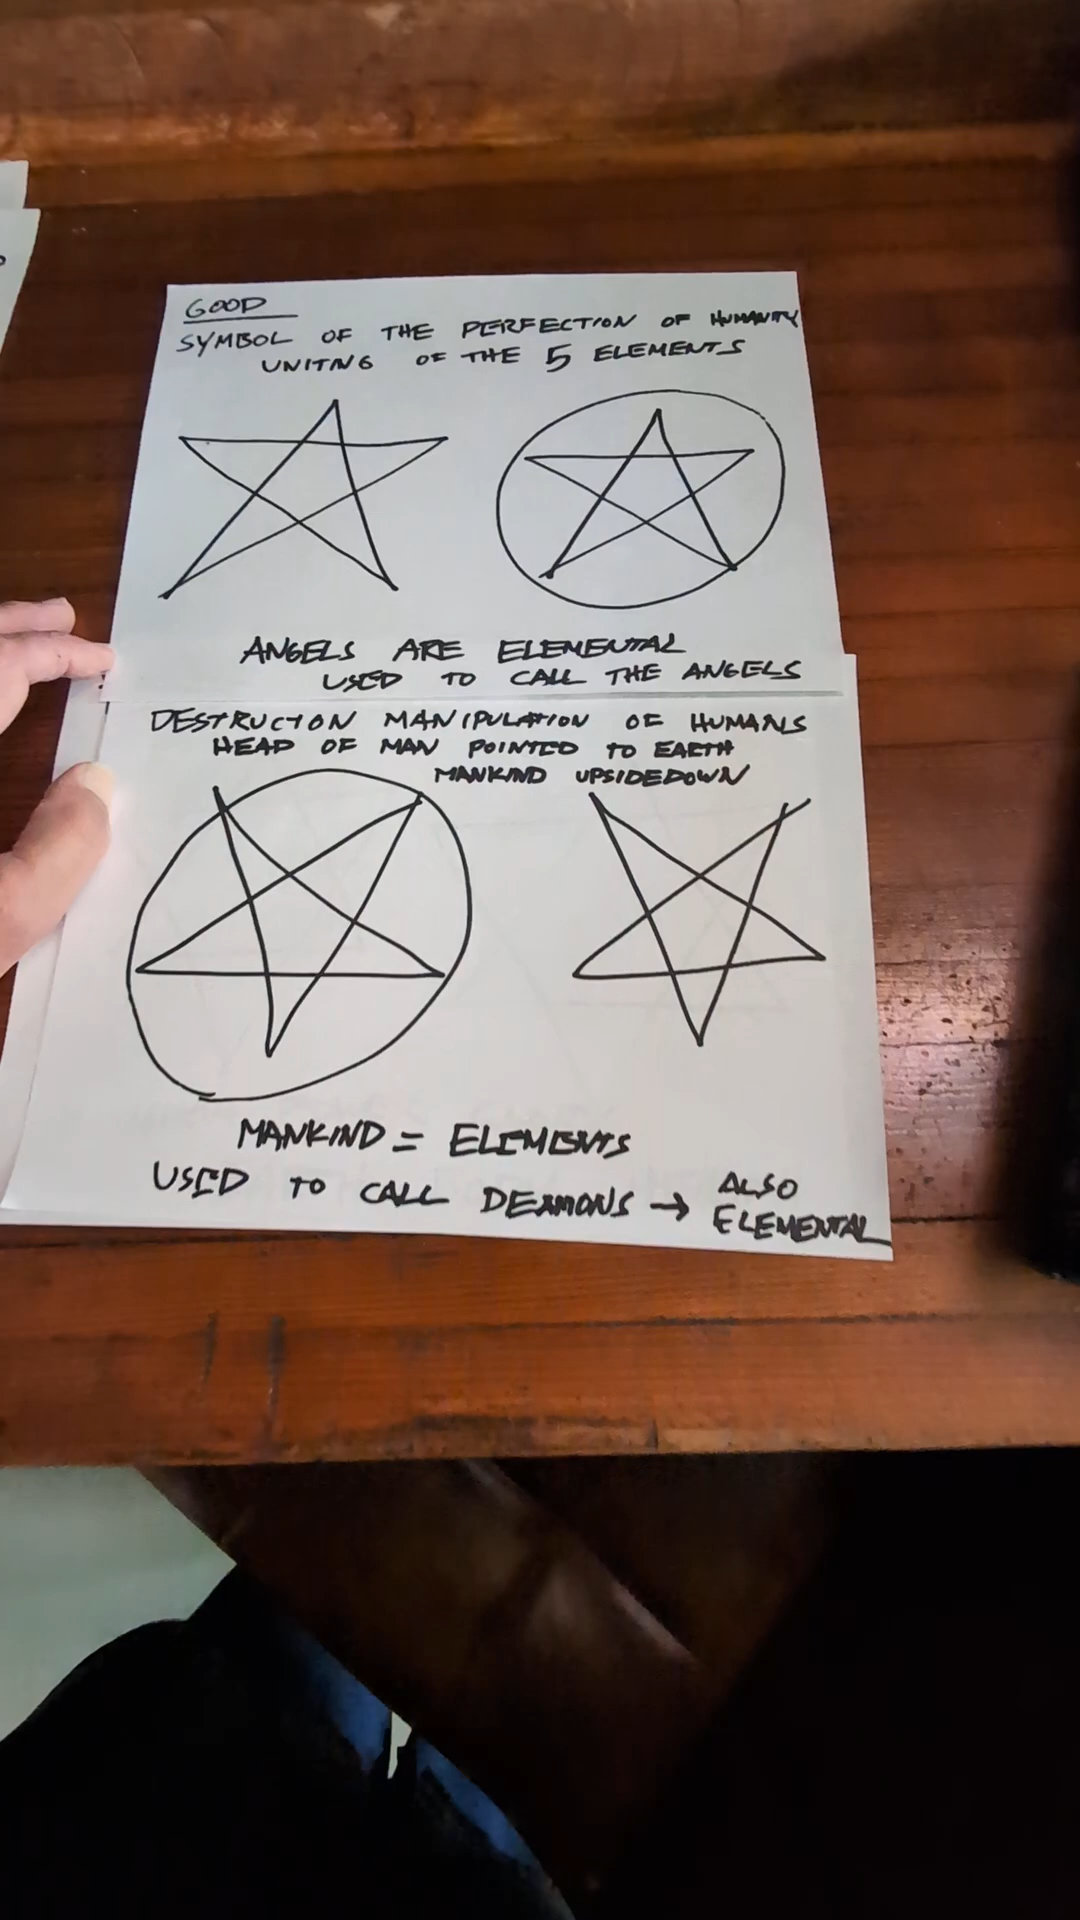 GOOD
SYMBOL OF THE PERFECTION OF HUMANITY
UNITNG OF THE 5 ELEMENTS
ANGELS ARE ELEMENTAL
USED TO CALL THE ANGELS
DESTRUCTON MANIPULATION OF HUMANS
HEAD OF MAN POINTED TO EARTH
MANKIND UPSIDEDOWN
MANKIND = ELEMENTS
USED TO CALL DEAMONS → ALSO
ELEMENTAL